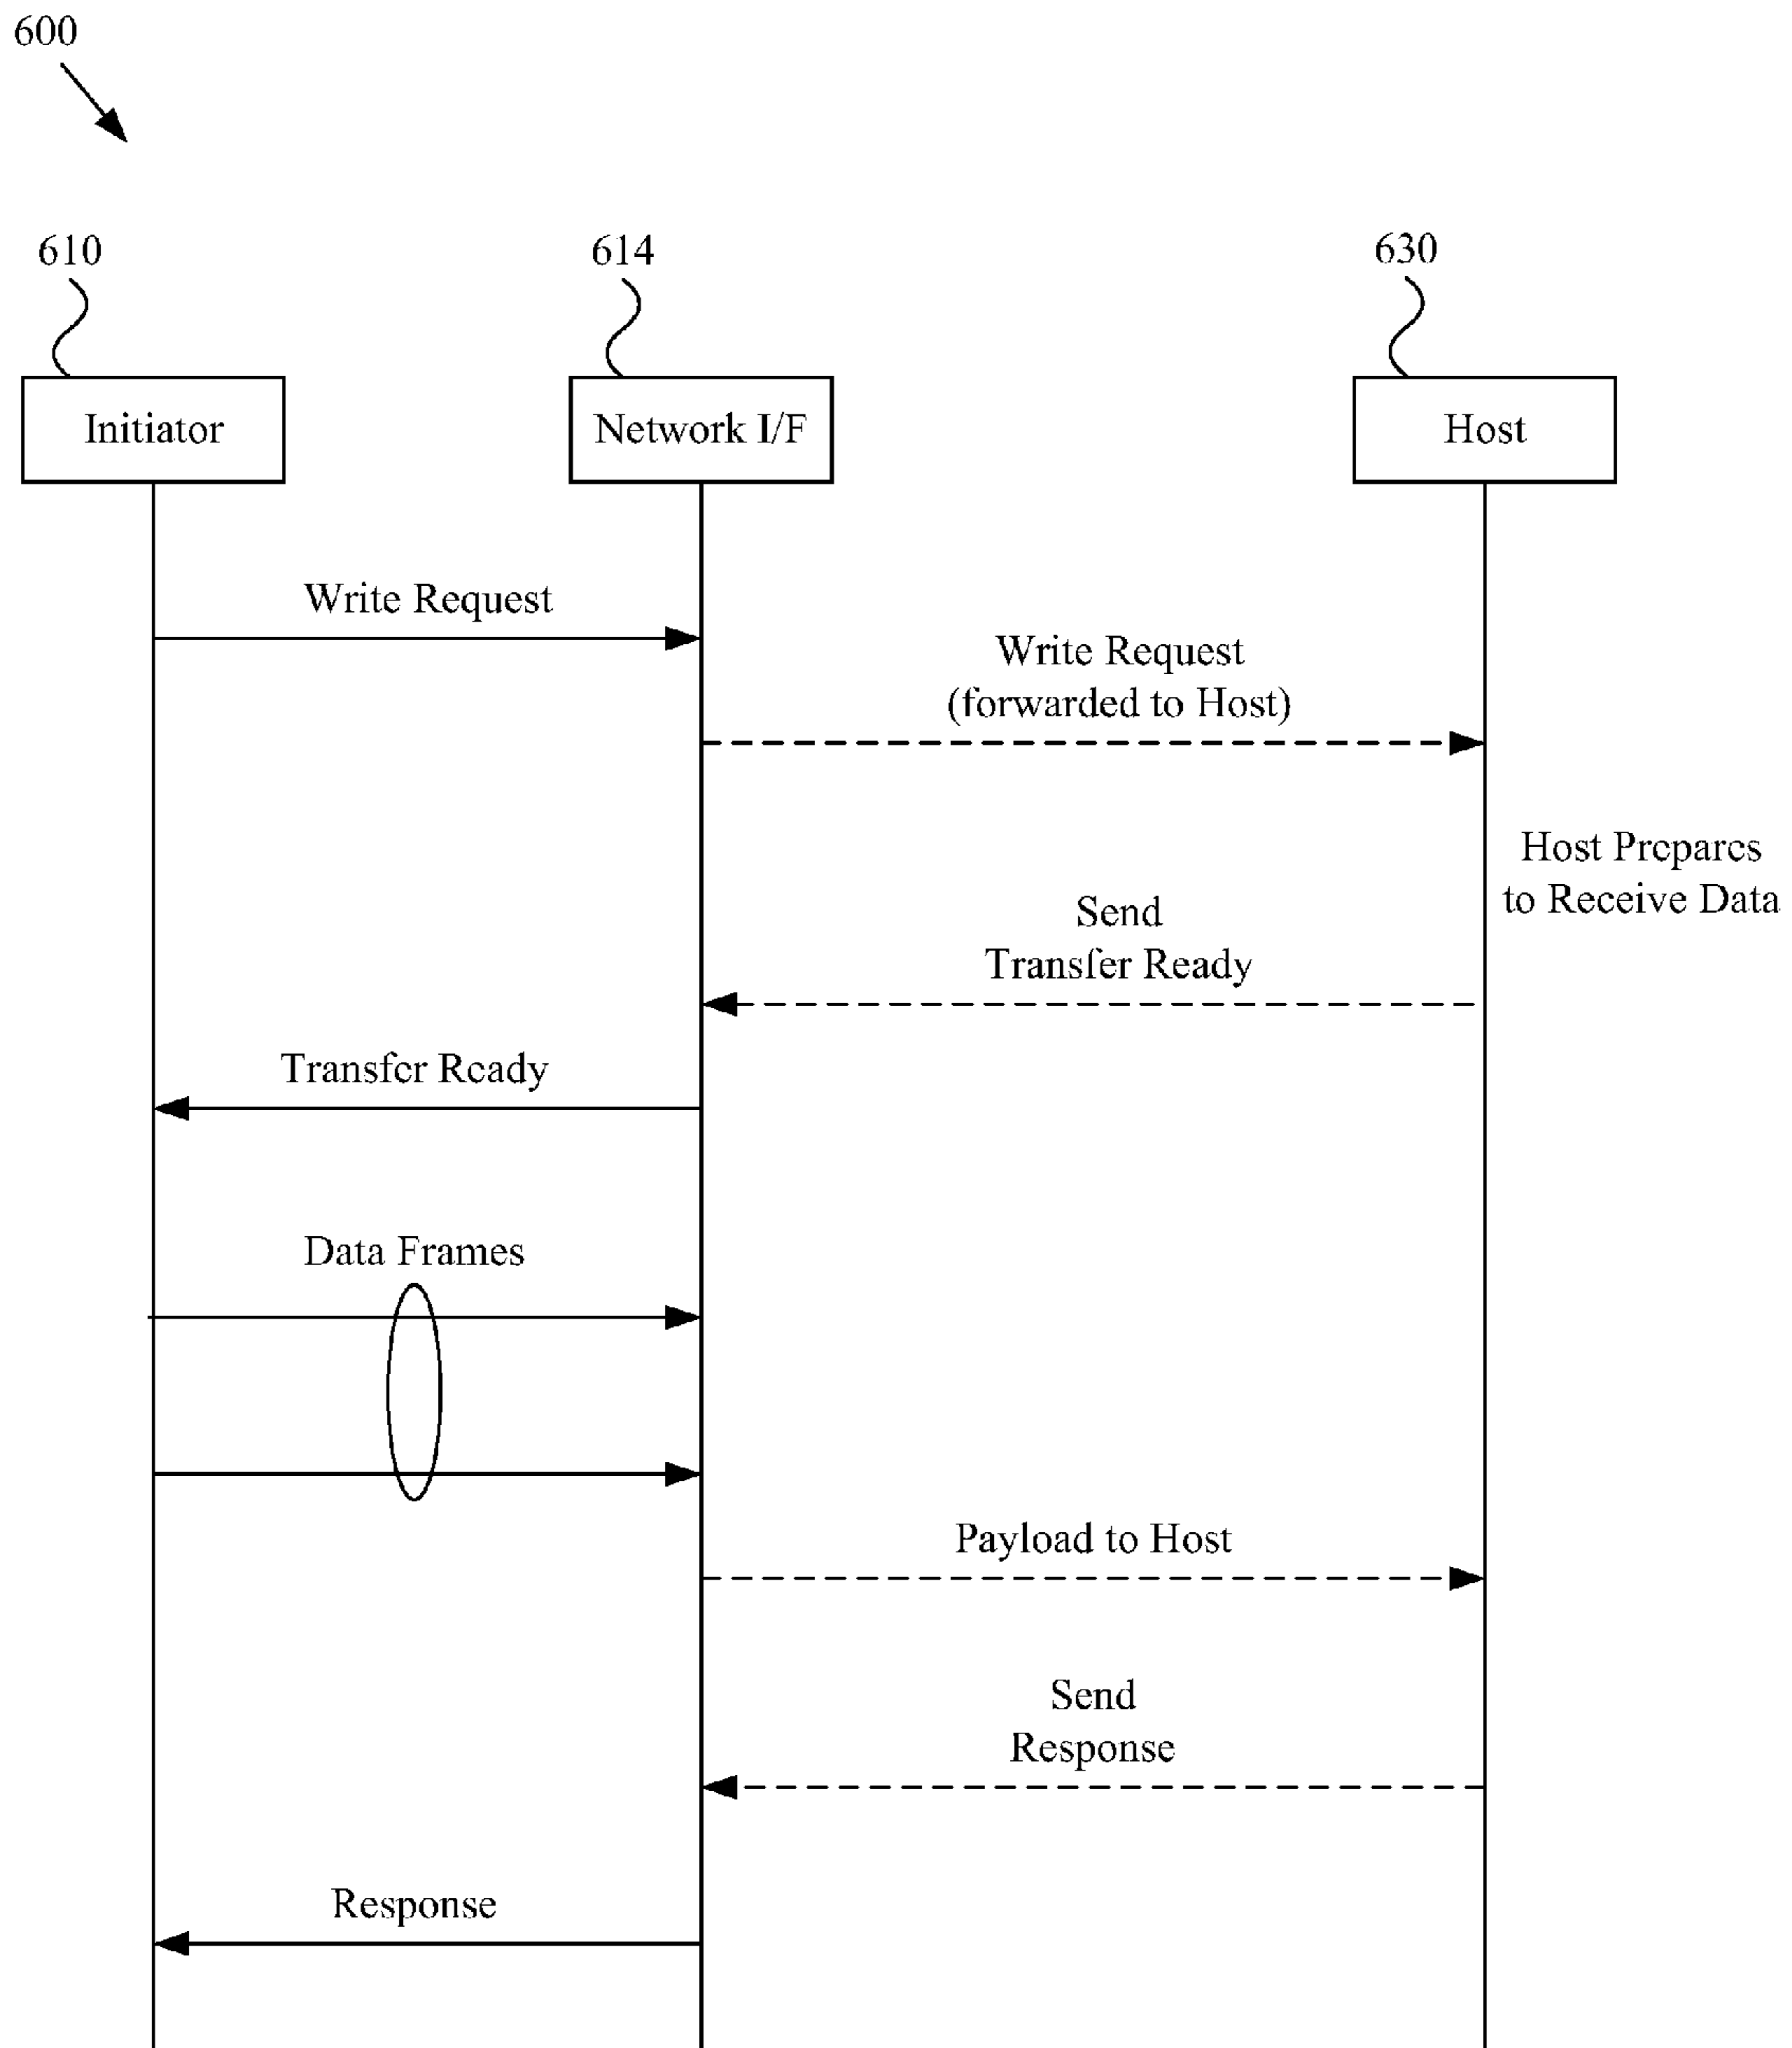 600
610
614
630
Initiator
Network I/F
Host
Write Request
Write Request
(forwarded to Host)
Host Prepares
to Receive Data
Send
Transfer Ready
Transfer Ready
Data Frames
Payload to Host
Send
Response
Response